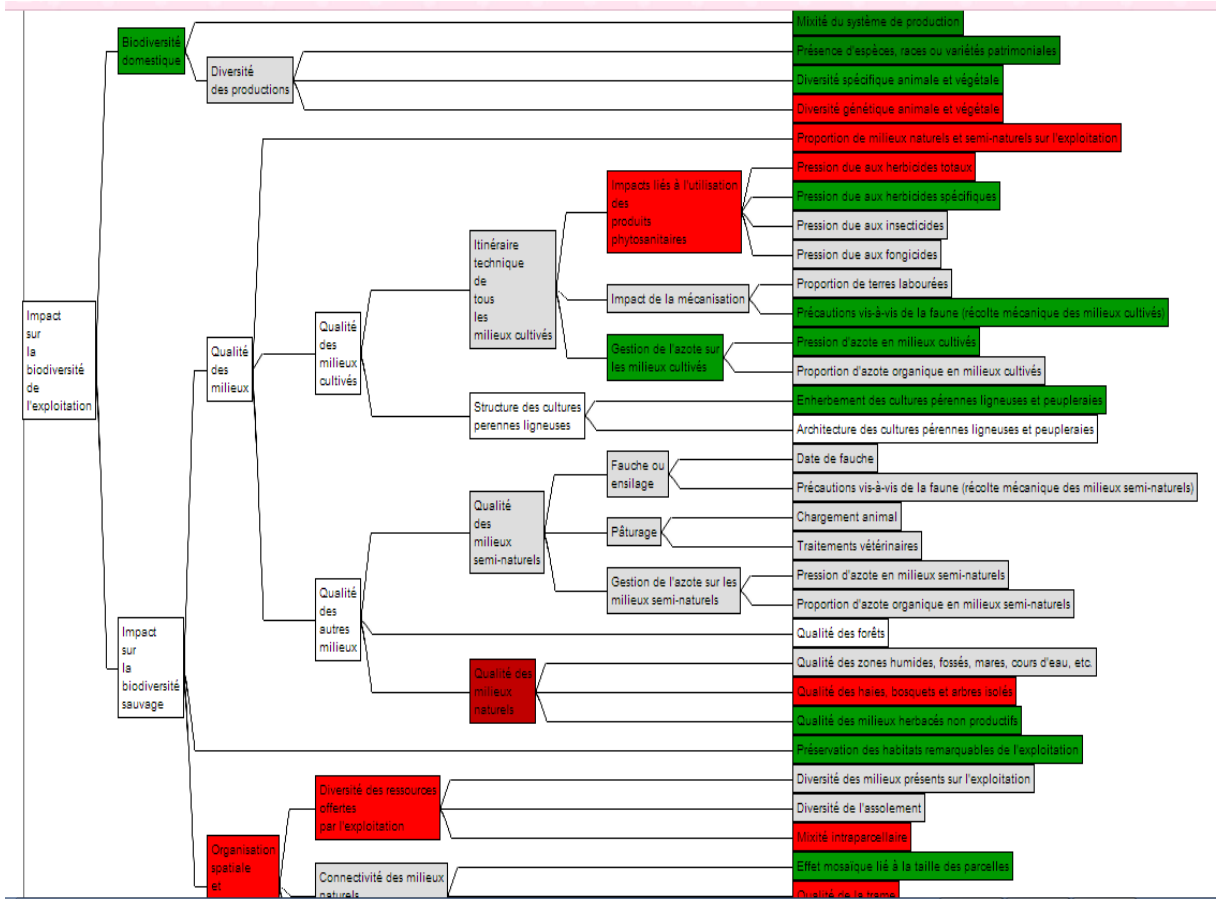 Mixité du système de production
Biodiversité
domestique
Présence d'espèces, races ou variétés patrimoniales
Diversité
des productions
Diversité spécifique animale et végétale
Diversité génétique animale et végétale
Proportion de milieux naturels et semi-naturels sur l'exploitation
Pression due aux herbicides totaux
Impacts liés à l'utilisation
des
produits
phytosanitaires
Pression due aux herbicides spécifiques
Pression due aux insecticides
Pression due aux fongicides
Itinéraire
technique
de
tous
les
milieux cultivés
Proportion de terres labourées
Impact de la mécanisation
Précautions vis-à-vis de la faune (récolte mécanique des milieux cultivés)
Impact
sur
la
biodiversité
de
l'exploitation
Qualité
des
milieux
Qualité
des
milieux
cultivés
Gestion de l'azote sur
les milieux cultivés
Pression d'azote en milieux cultivés
Proportion d'azote organique en milieux cultivés
Structure des cultures
perennes ligneuses
Enherbement des cultures pérennes ligneuses et peupleraies
Architecture des cultures pérennes ligneuses et peupleraies
Fauche ou
ensilage
Date de fauche
Précautions vis-à-vis de la faune (récolte mécanique des milieux semi-naturels)
Qualité
des
milieux
semi-naturels
Pâturage
Chargement animal
Traitements vétérinaires
Gestion de l'azote sur les
milieux semi-naturels
Pression d'azote en milieux semi-naturels
Proportion d'azote organique en milieux semi-naturels
Qualité
des
autres
milieux
Qualité des forêts
Impact
sur
la
biodiversité
sauvage
Qualité des
milieux
naturels
Qualité des zones humides, fossés, mares, cours d'eau, etc.
Qualité des haies, bosquets et arbres isolés
Qualité des milieux herbacés non productifs
Préservation des habitats remarquables de l'exploitation
Diversité des ressources
offertes
par l'exploitation
Diversité des milieux présents sur l'exploitation
Diversité de l'assolement
Mixité intraparcellaire
Organisation
spatiale
et
Connectivité des milieux
naturels
Effet mosaïque lié à la taille des parcelles
Qualité de la trame